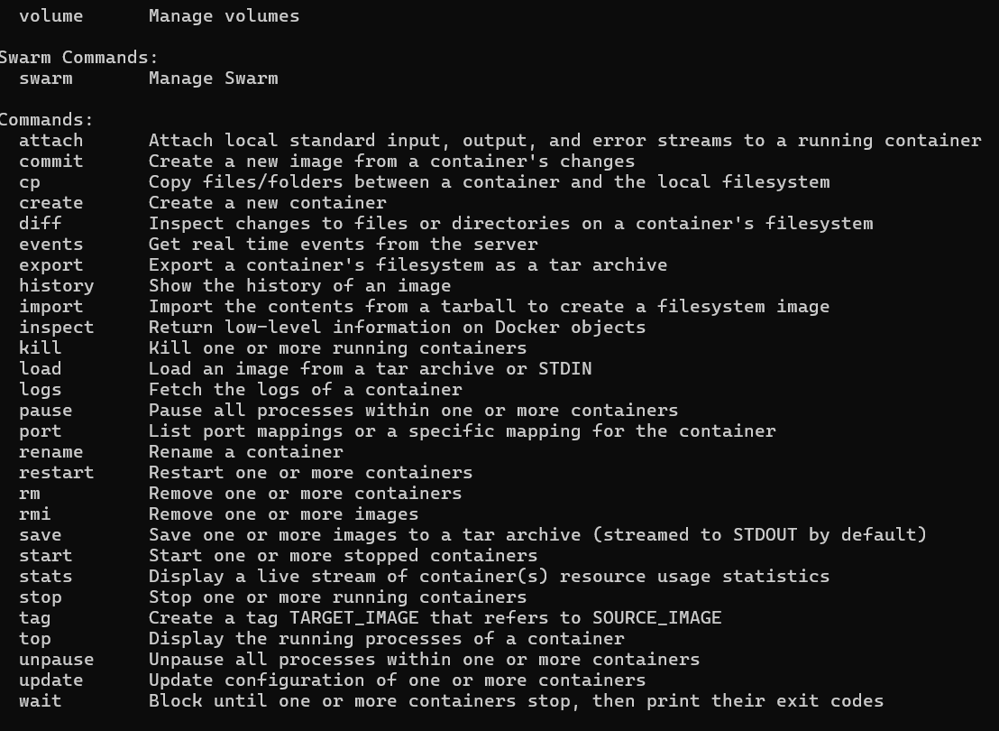 volume      Manage volumes

Swarm Commands:
  swarm       Manage Swarm

Commands:
  attach      Attach local standard input, output, and error streams to a running container
  commit      Create a new image from a container's changes
  cp          Copy files/folders between a container and the local filesystem
  create      Create a new container
  diff        Inspect changes to files or directories on a container's filesystem
  events      Get real time events from the server
  export      Export a container's filesystem as a tar archive
  history     Show the history of an image
  import      Import the contents from a tarball to create a filesystem image
  inspect     Return low-level information on Docker objects
  kill        Kill one or more running containers
  load        Load an image from a tar archive or STDIN
  logs        Fetch the logs of a container
  pause       Pause all processes within one or more containers
  port        List port mappings or a specific mapping for the container
  rename      Rename a container
  restart     Restart one or more containers
  rm          Remove one or more containers
  rmi         Remove one or more images
  save        Save one or more images to a tar archive (streamed to STDOUT by default)
  start       Start one or more stopped containers
  stats       Display a live stream of container(s) resource usage statistics
  stop        Stop one or more running containers
  tag         Create a tag TARGET_IMAGE that refers to SOURCE_IMAGE
  top         Display the running processes of a container
  unpause     Unpause all processes within one or more containers
  update      Update configuration of one or more containers
  wait        Block until one or more containers stop, then print their exit codes